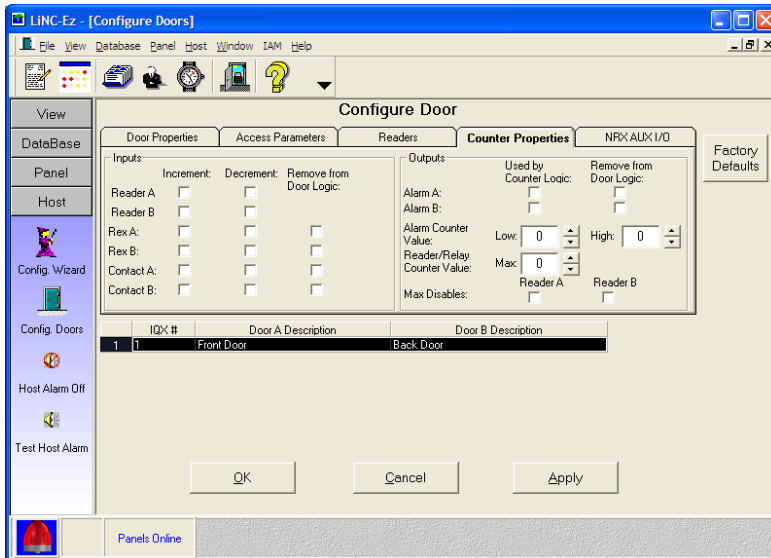 LiNC-Ez - [Configure Doors]
File View Database Panel Host Window IAM Help
View
DataBase
Panel
Host
Config. Wizard
Config. Doors
Host Alarm Off
Test Host Alarm
Configure Door
Door Properties Access Parameters Readers Counter Properties NRX AUX I/O
Factory Defaults
Inputs
Increment: Decrement: Remove from Door Logic:
Reader A
Reader B
Rex A:
Rex B:
Contact A:
Contact B:
Outputs
Used by Counter Logic: Remove from Door Logic:
Alarm A:
Alarm B:
Alarm Counter Value: Low: 0 High: 0
Reader/Relay Counter Value: Max: 0
Reader A Reader B
Max Disables:
IQX # Door A Description Door B Description
1 1 Front Door Back Door
OK Cancel Apply
Panels Online